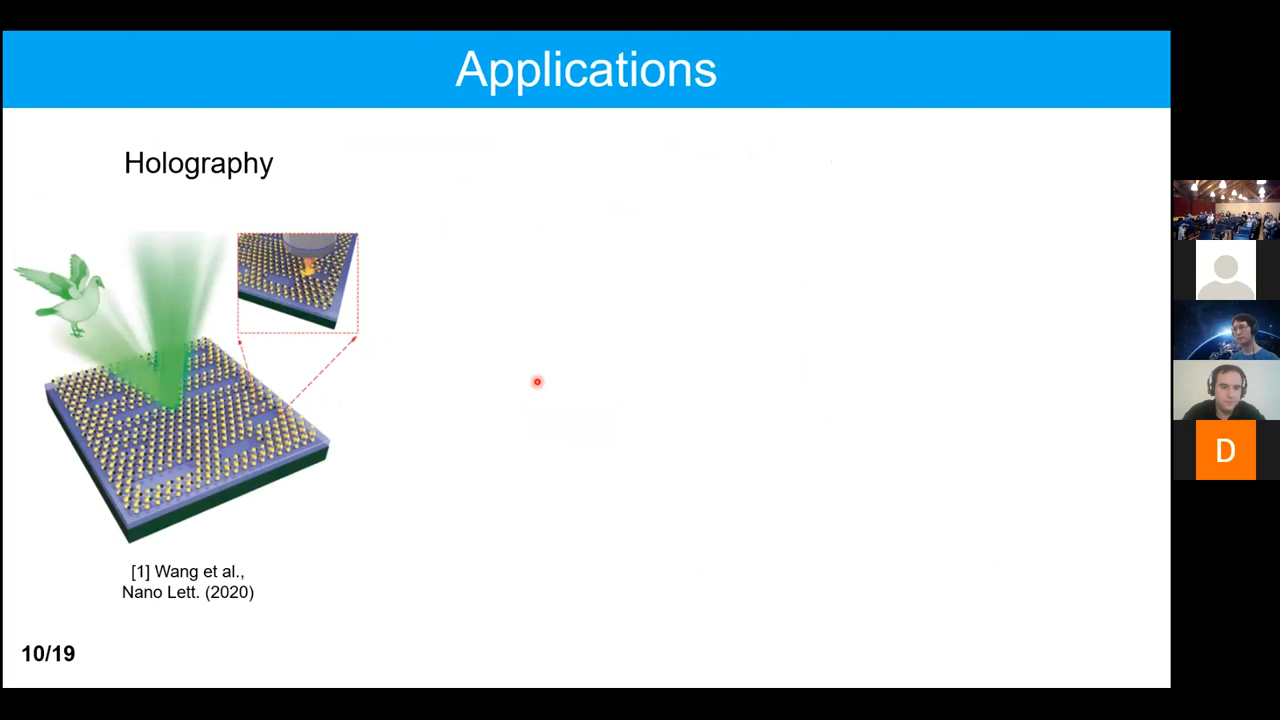 Applications
Holography
[1] Wang et al.,
Nano Lett. (2020)
10/19
D